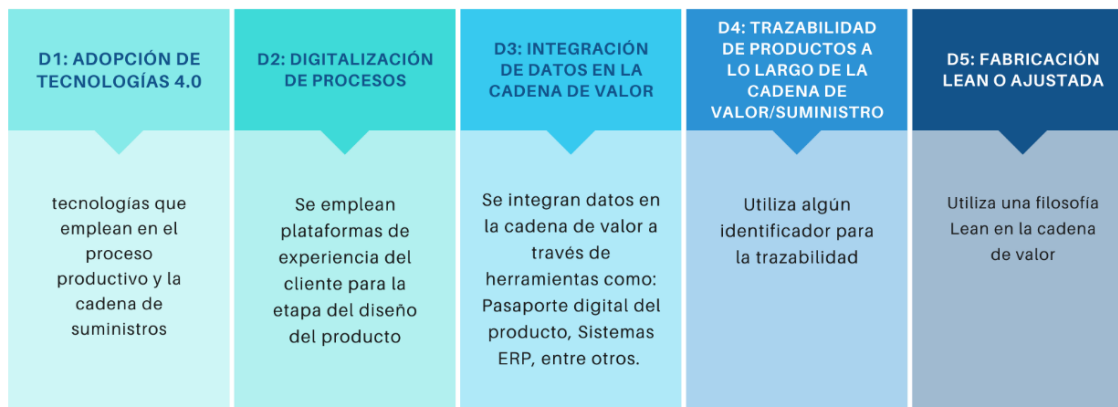 D1: ADOPCIÓN DE
TECNOLOGÍAS 4.0
tecnologías que
emplean en el
proceso
productivo y la
cadena de
suministros
D2: DIGITALIZACIÓN
DE PROCESOS
Se emplean
plataformas de
experiencia del
cliente para la
etapa del diseño
del producto
D3: INTEGRACIÓN
DE DATOS EN LA
CADENA DE VALOR
Se integran datos en
la cadena de valor a
través de
herramientas como:
Pasaporte digital del
producto, Sistemas
ERP, entre otros.
D4: TRAZABILIDAD
DE PRODUCTOS A
LO LARGO DE LA
CADENA DE
VALOR/SUMINISTRO
Utiliza algún
identificador para
la trazabilidad
D5: FABRICACIÓN
LEAN O AJUSTADA
Utiliza una filosofía
Lean en la cadena
de valor